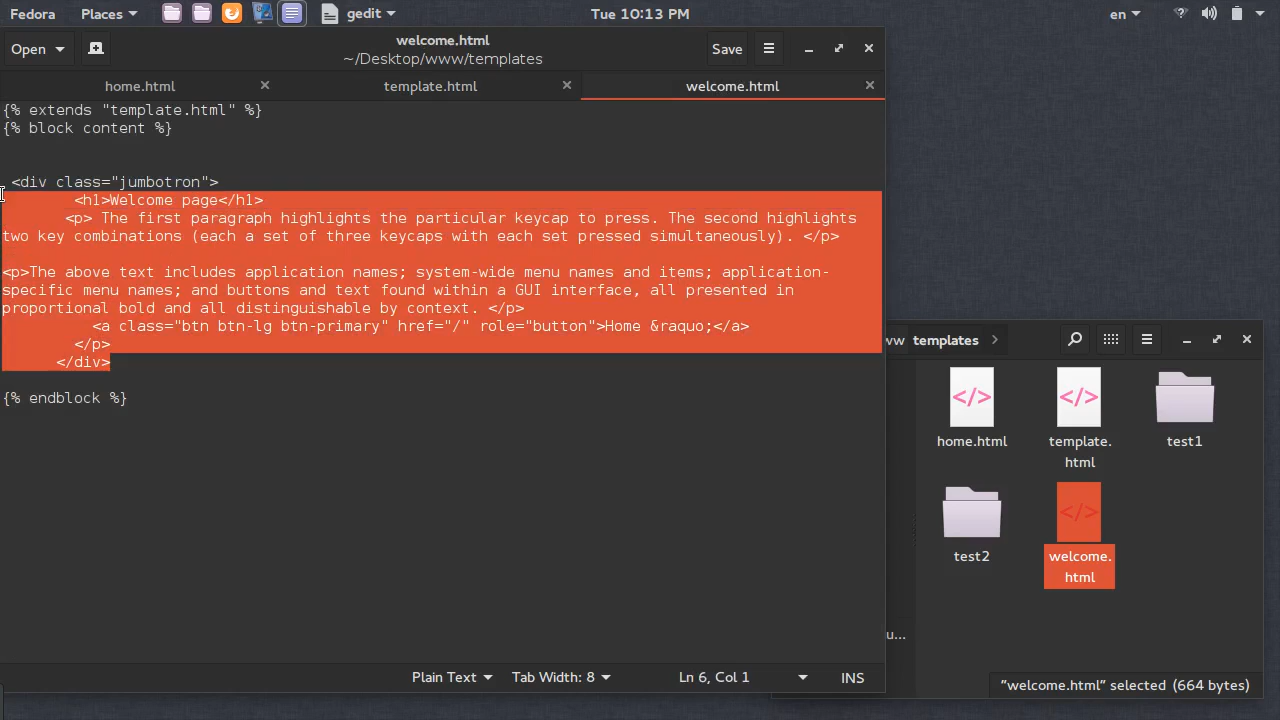 Fedora Places gedit Tue 10:13 PM en
welcome.html
Open ~/Desktop/www/templates Save
home.html template.html welcome.html
{% extends "template.html" %}
{% block content %}
<div class="jumbotron">
<h1>Welcome page</h1>
<p> The first paragraph highlights the particular keycap to press. The second highlights
two key combinations (each a set of three keycaps with each set pressed simultaneously). </p>
<p>The above text includes application names; system-wide menu names and items; application-
specific menu names; and buttons and text found within a GUI interface, all presented in
proportional bold and all distinguishable by context. </p>
<a class="btn btn-lg btn-primary" href="/" role="button">Home &raquo;</a>
</p>
</div>
{% endblock %}
Plain Text Tab Width: 8 Ln 6, Col 1 INS
ww templates
home.html
template.
html
test1
test2
welcome.
html
u...
"welcome.html" selected (664 bytes)